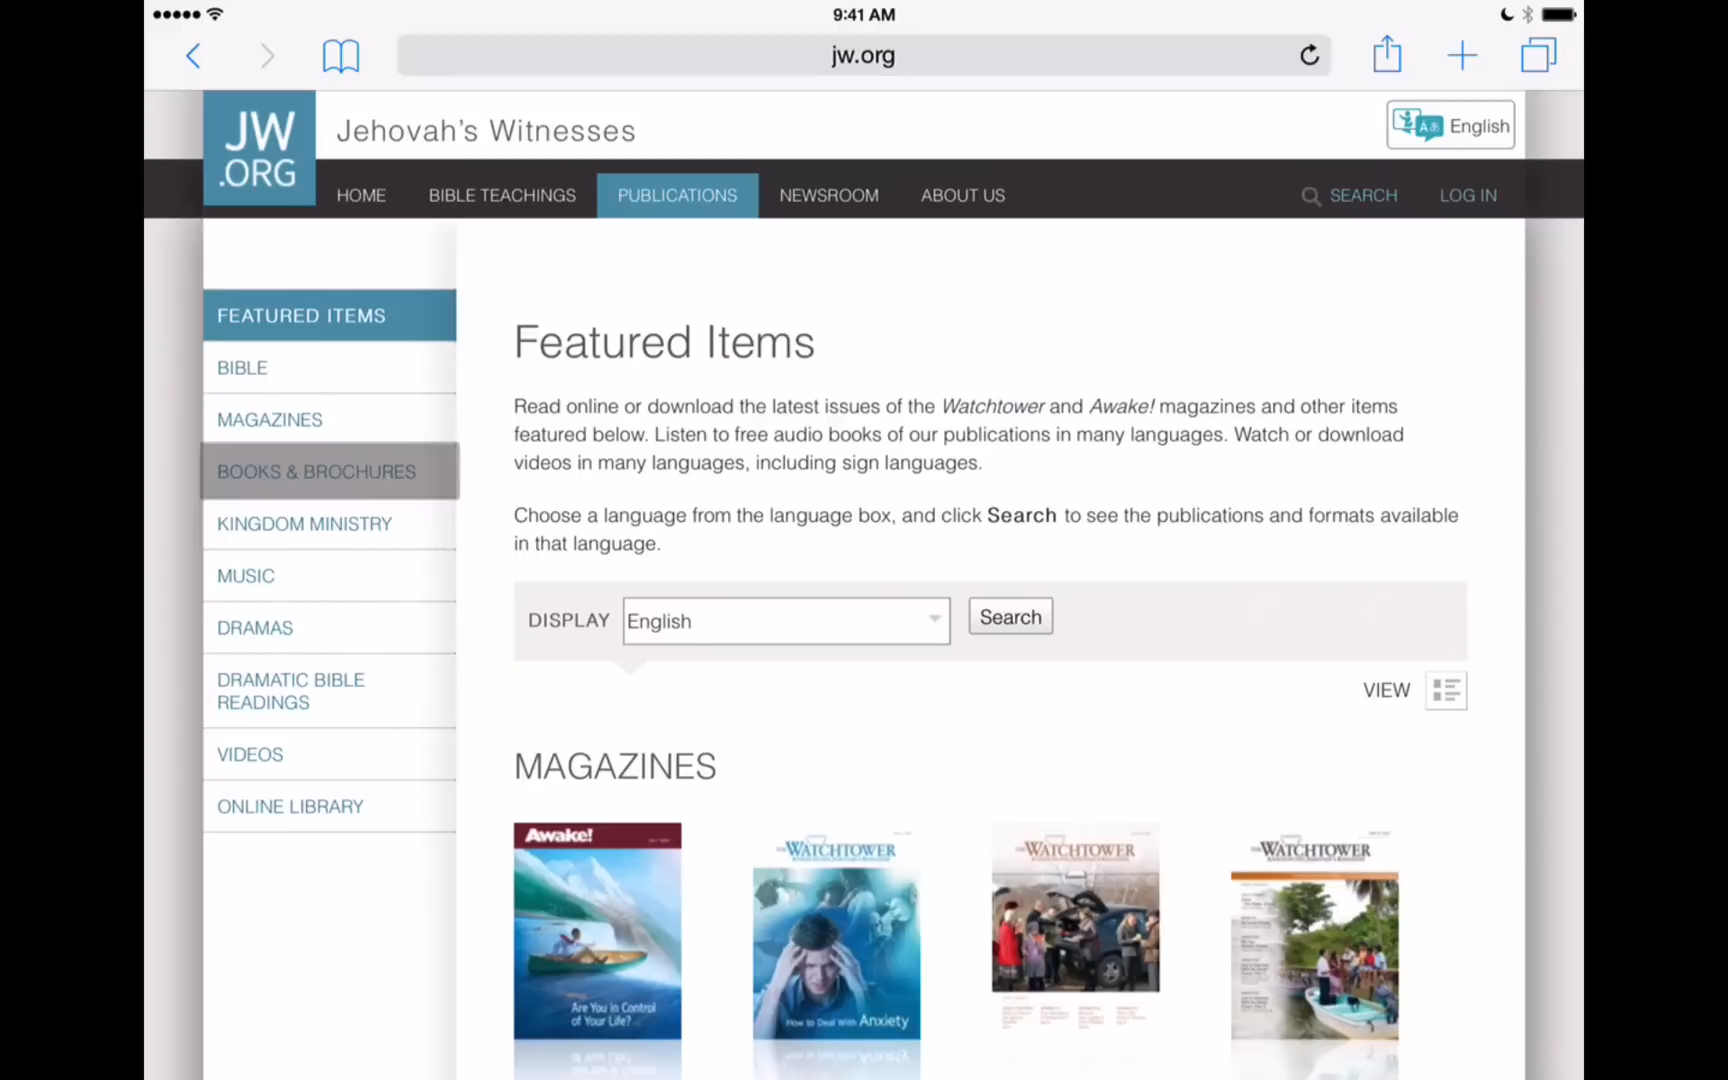 9:41 AM
jw.org
JW
.ORG
Jehovah's Witnesses
English
HOME
BIBLE TEACHINGS
PUBLICATIONS
NEWSROOM
ABOUT US
SEARCH
LOG IN
FEATURED ITEMS
BIBLE
MAGAZINES
BOOKS & BROCHURES
KINGDOM MINISTRY
MUSIC
DRAMAS
DRAMATIC BIBLE
READINGS
VIDEOS
ONLINE LIBRARY
Featured Items
Read online or download the latest issues of the Watchtower and Awake! magazines and other items
featured below. Listen to free audio books of our publications in many languages. Watch or download
videos in many languages, including sign languages.
Choose a language from the language box, and click Search to see the publications and formats available
in that language.
DISPLAY
English
Search
VIEW
MAGAZINES
Awake!
Are You in Control
of Your Life?
WATCHTOWER
How to Deal With Anxiety
WATCHTOWER
WATCHTOWER